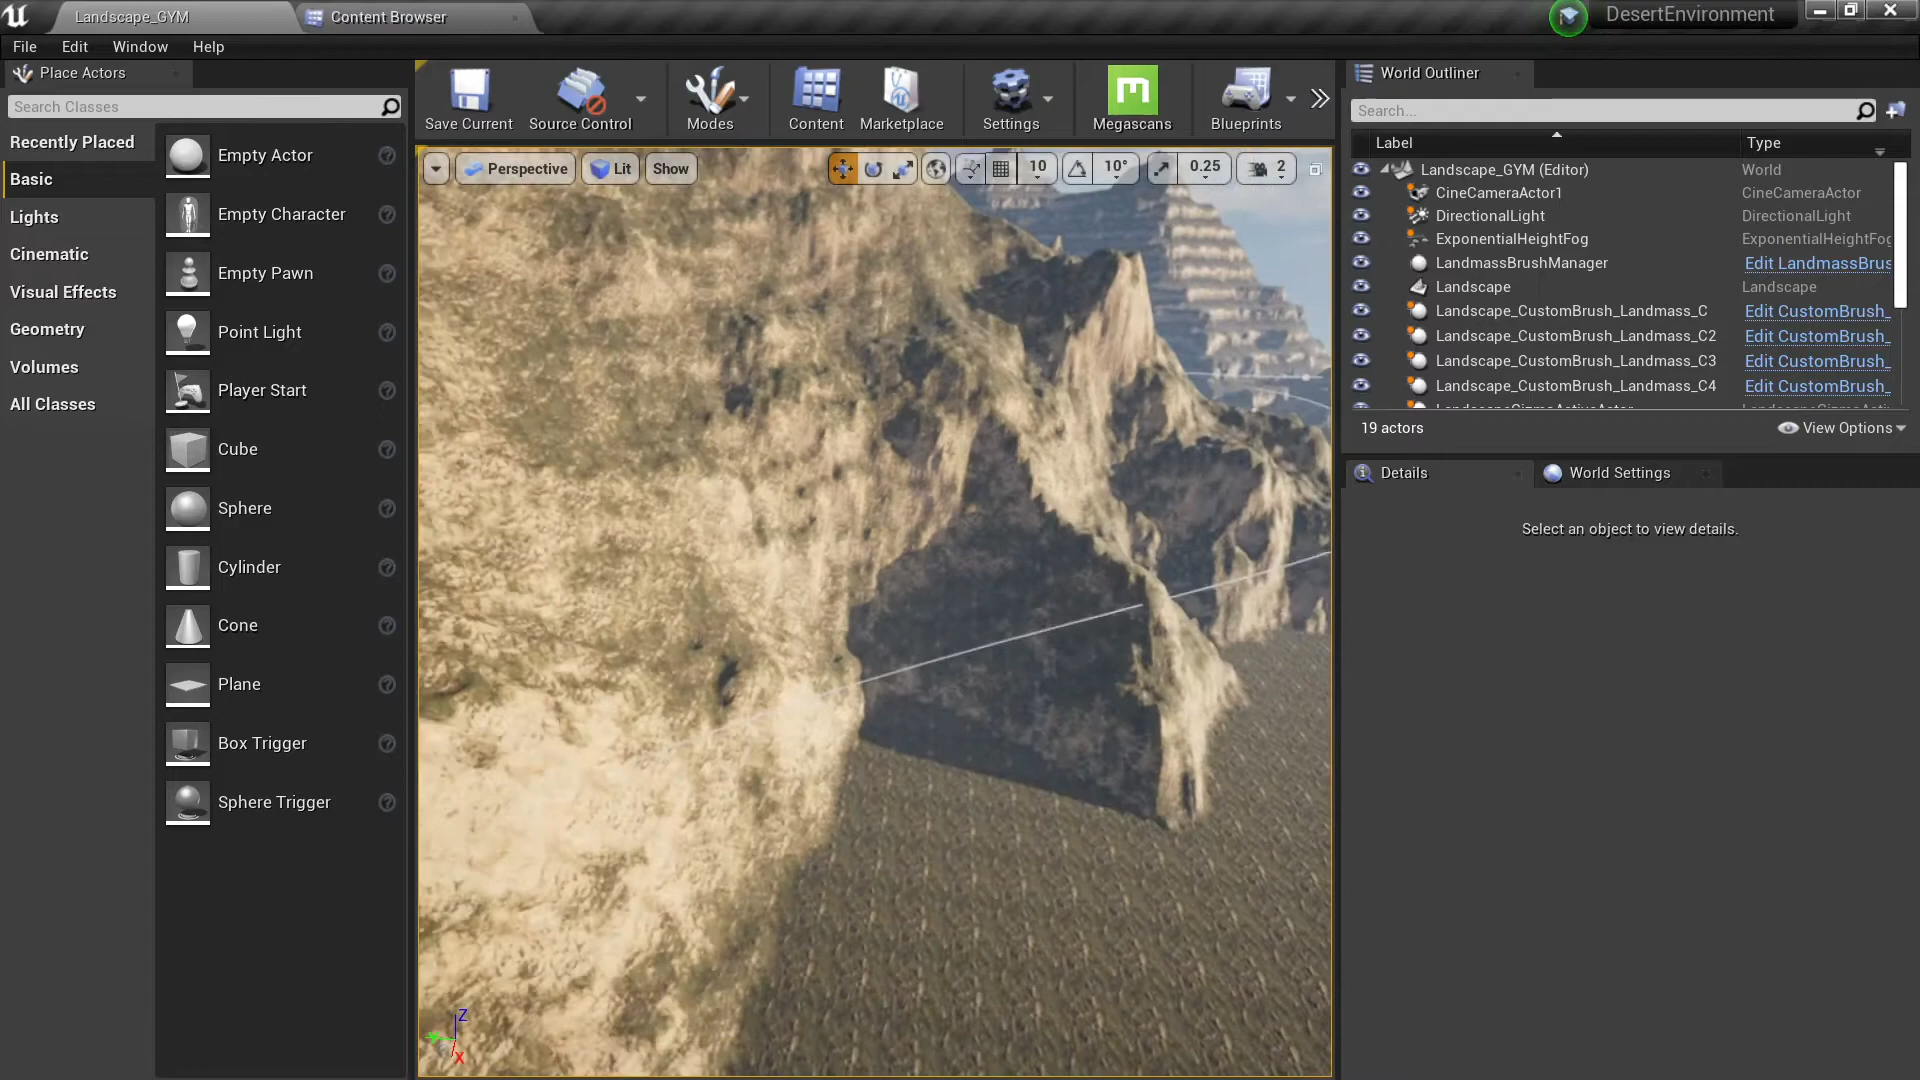 Landscape_GYM
Content Browser
DesertEnvironment
File
Edit
Window
Help
Place Actors
Search Classes
Recently Placed
Basic
Lights
Cinematic
Visual Effects
Geometry
Volumes
All Classes
Empty Actor
Empty Character
Empty Pawn
Point Light
Player Start
Cube
Sphere
Cylinder
Cone
Plane
Box Trigger
Sphere Trigger
Save Current
Source Control
Modes
Content
Marketplace
Settings
Megascans
Blueprints
Perspective
Lit
Show
10
10°
0.25
2
Z
X
World Outliner
Search...
Label
Type
Landscape_GYM (Editor)
World
CineCameraActor1
CineCameraActor
DirectionalLight
DirectionalLight
ExponentialHeightFog
ExponentialHeightFog
LandmassBrushManager
Edit LandmassBrus
Landscape
Landscape
Landscape_CustomBrush_Landmass_C
Edit CustomBrush_
Landscape_CustomBrush_Landmass_C2
Edit CustomBrush_
Landscape_CustomBrush_Landmass_C3
Edit CustomBrush_
Landscape_CustomBrush_Landmass_C4
Edit CustomBrush_
19 actors
View Options
Details
World Settings
Select an object to view details.